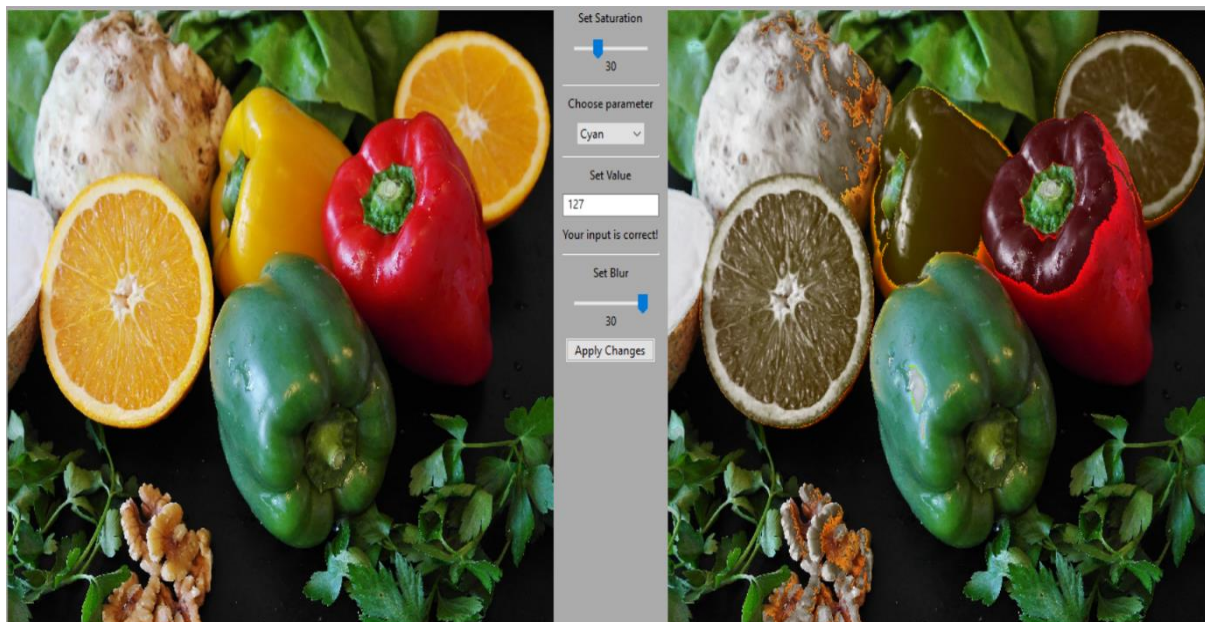 Set Saturation
30
Choose parameter
Cyan
Set Value
127
Your input is correct!
Set Blur
30
Apply Changes